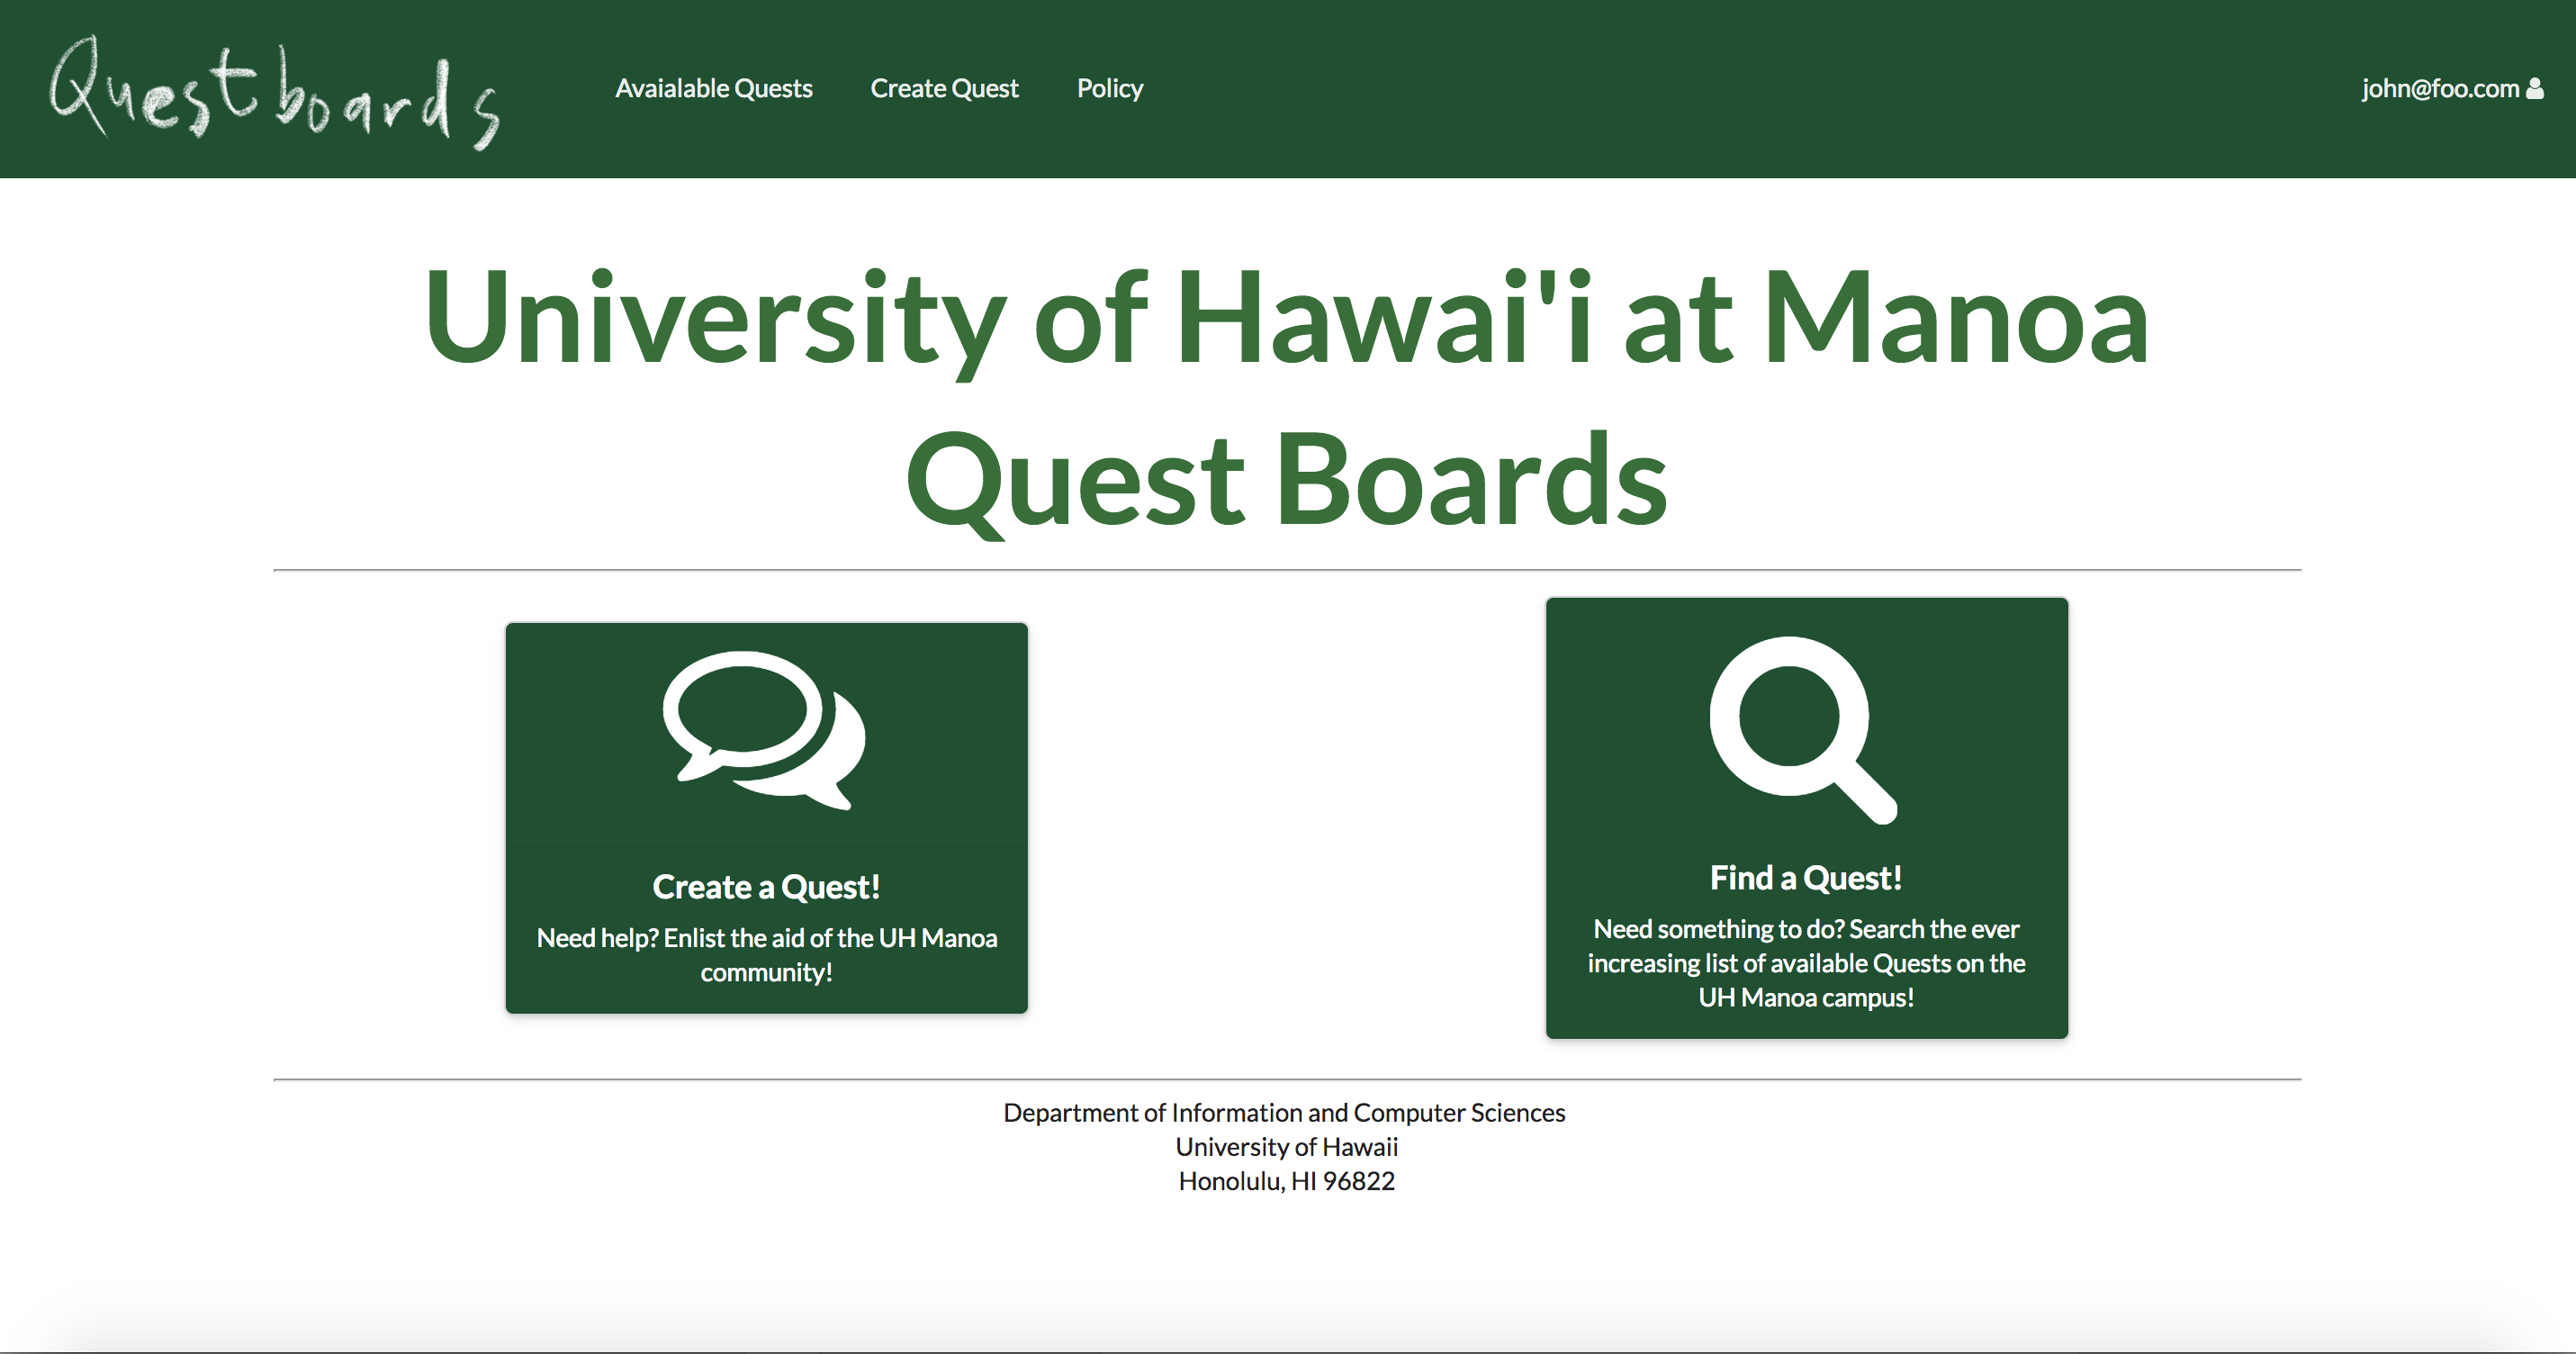 Questboards
Avaialable Quests
Create Quest
Policy
john@foo.com
University of Hawai'i at Manoa
Quest Boards
Create a Quest!
Need help? Enlist the aid of the UH Manoa
community!
Find a Quest!
Need something to do? Search the ever
increasing list of available Quests on the
UH Manoa campus!
Department of Information and Computer Sciences
University of Hawaii
Honolulu, HI 96822